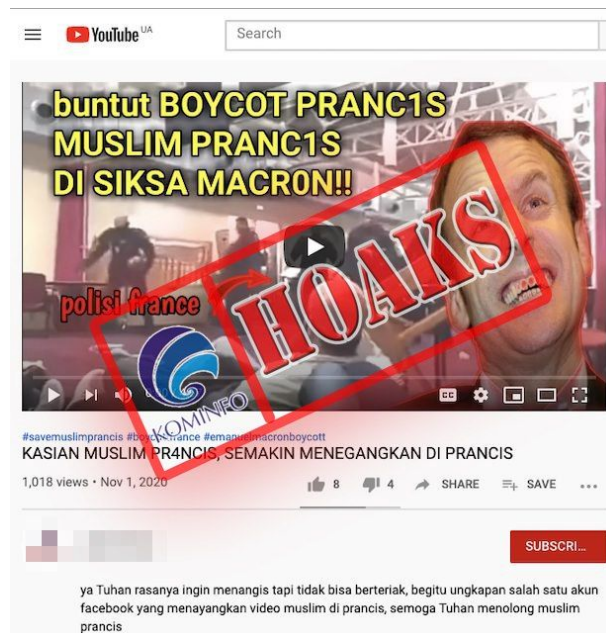 YouTube UA
Search
buntut BOYCOT PRANC1S
MUSLIM PRANC1S
DI SIKSA MACR0N!!
polisi france
HOAKS
KOMINFO
#savemuslimprancis #boycotfrance #emanuelmacronboycott
KASIAN MUSLIM PR4NCIS, SEMAKIN MENEGANGKAN DI PRANCIS
1,018 views • Nov 1, 2020 8 4 SHARE SAVE
SUBSCRI...
ya Tuhan rasanya ingin menangis tapi tidak bisa berteriak, begitu ungkapan salah satu akun
facebook yang menayangkan video muslim di prancis, semoga Tuhan menolong muslim
prancis